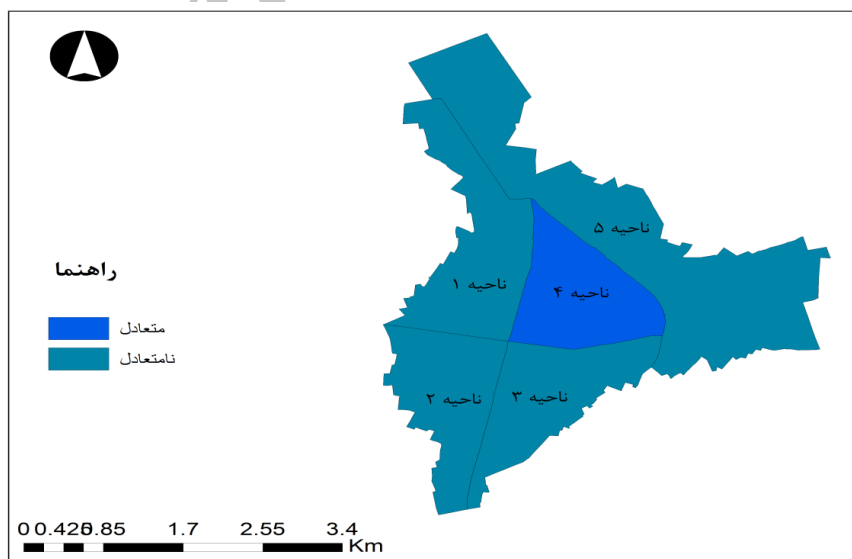 ناحیه ۵
ناحیه ۱
ناحیه ۴
ناحیه ۲
ناحیه ۳
راهنما
متعادل
نامتعادل
0 0.425 0.85 1.7 2.55 3.4
Km